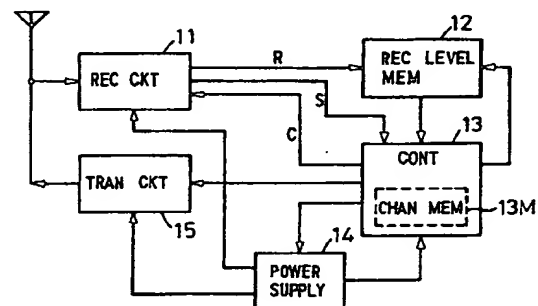 11
REC CKT
R
S
C
12
REC LEVEL
MEM
13
CONT
CHAN MEM
13M
TRAN CKT
15
14
POWER
SUPPLY